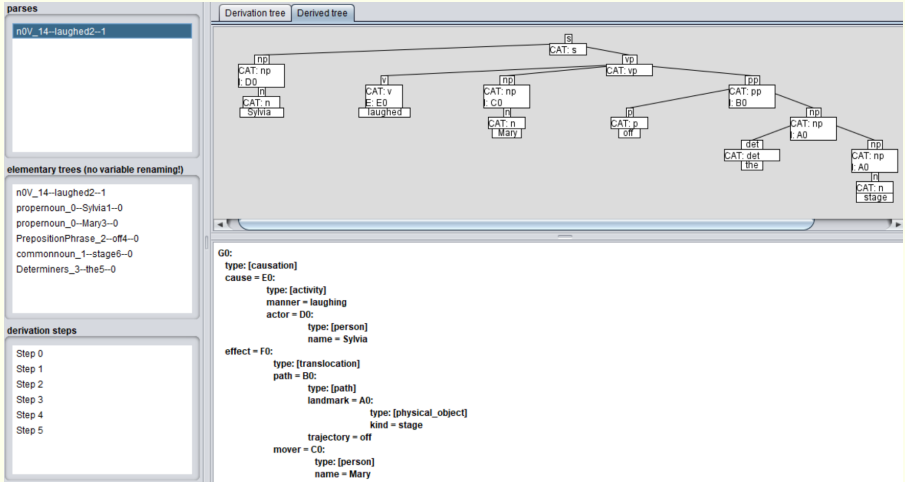 parses
n0V_14--laughed2--1
elementary trees (no variable renaming!)
n0V_14--laughed2--1
propernoun_0--Sylvia1--0
propernoun_0--Mary3--0
PrepositionPhrase_2--off4--0
commonnoun_1--stage6--0
Determiners_3--the5--0
derivation steps
Step 0
Step 1
Step 2
Step 3
Step 4
Step 5
Derivation tree Derived tree
s
CAT: s
np
CAT: np
I: D0
n
CAT: n
Sylvia
vp
CAT: vp
v
CAT: v
E: E0
laughed
np
CAT: np
I: C0
n
CAT: n
Mary
pp
CAT: pp
I: B0
p
CAT: p
off
np
CAT: np
I: A0
det
CAT: det
the
np
CAT: np
I: A0
n
CAT: n
stage
G0:
type: [causation]
cause = E0:
type: [activity]
manner = laughing
actor = D0:
type: [person]
name = Sylvia
effect = F0:
type: [translocation]
path = B0:
type: [path]
landmark = A0:
type: [physical_object]
kind = stage
trajectory = off
mover = C0:
type: [person]
name = Mary